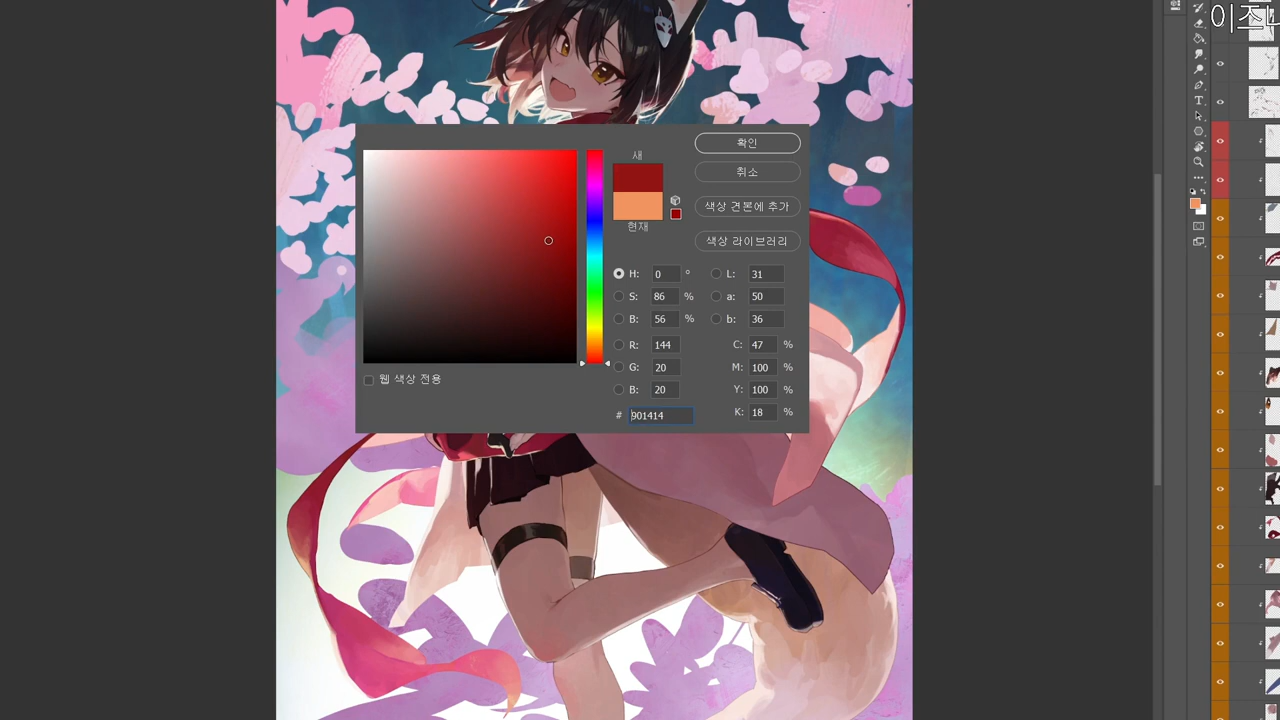 이즈
새
현재
확인
취소
색상 견본에 추가
색상 라이브러리
H: 0 °
S: 86 %
B: 56 %
R: 144
G: 20
B: 20
# 901414
L: 31
a: 50
b: 36
C: 47 %
M: 100 %
Y: 100 %
K: 18 %
웹 색상 전용